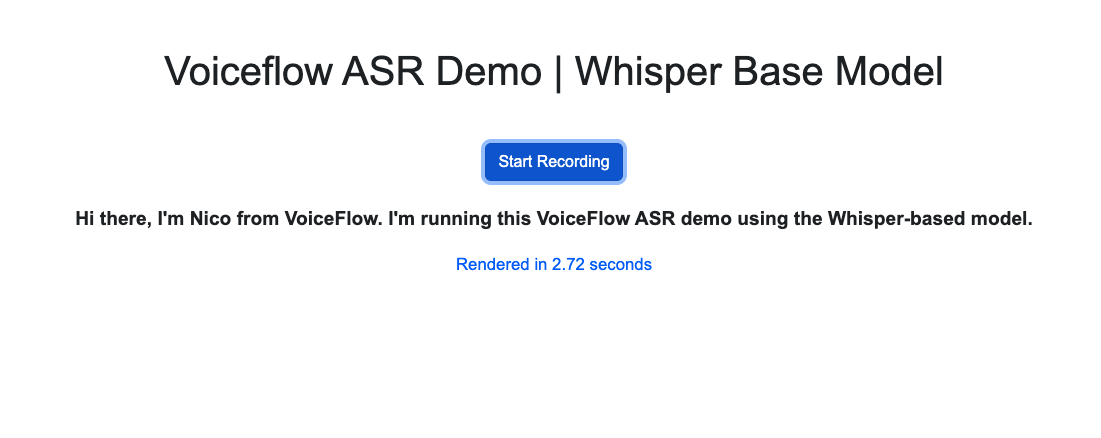 Voiceflow ASR Demo | Whisper Base Model
Start Recording
Hi there, I'm Nico from VoiceFlow. I'm running this VoiceFlow ASR demo using the Whisper-based model.
Rendered in 2.72 seconds